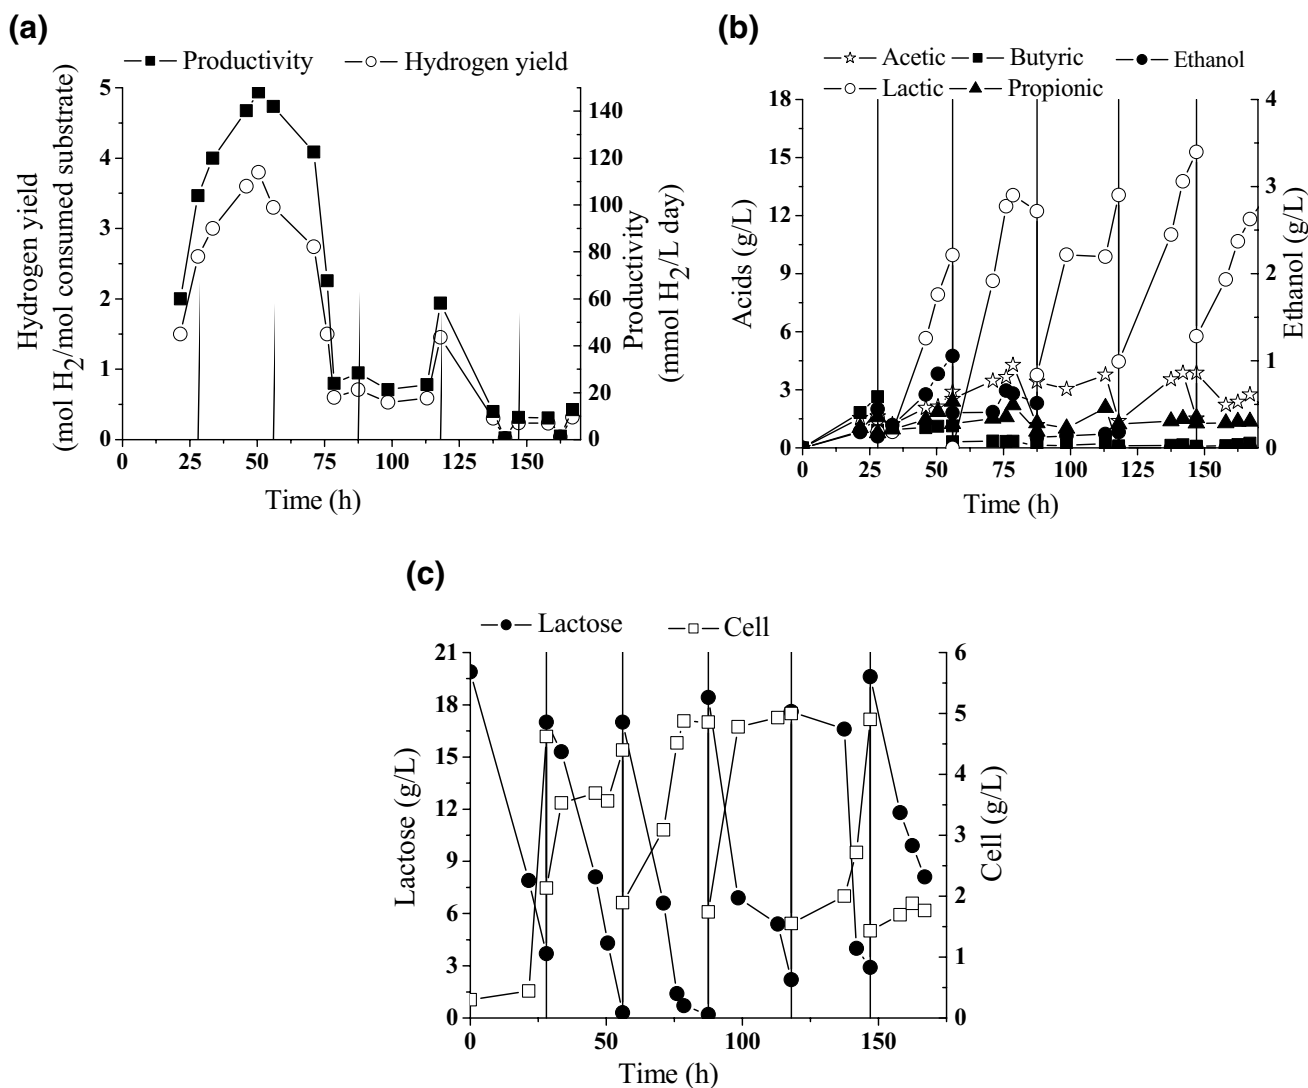 (a)
Productivity
Hydrogen yield
Hydrogen yield
(mol H2/mol consumed substrate)
5
4
3
2
1
0
140
120
100
80
60
40
20
0
Productivity
(mmol H2/L day)
0 25 50 75 100 125 150
Time (h)
(b)
Acetic Butyric Ethanol
Lactic Propionic
Acids (g/L)
18
15
12
9
6
3
0
4
3
2
1
0
Ethanol (g/L)
0 25 50 75 100 125 150
Time (h)
(c)
Lactose Cell
Lactose (g/L)
21
18
15
12
9
6
3
0
6
5
4
3
2
1
0
Cell (g/L)
0 50 100 150
Time (h)